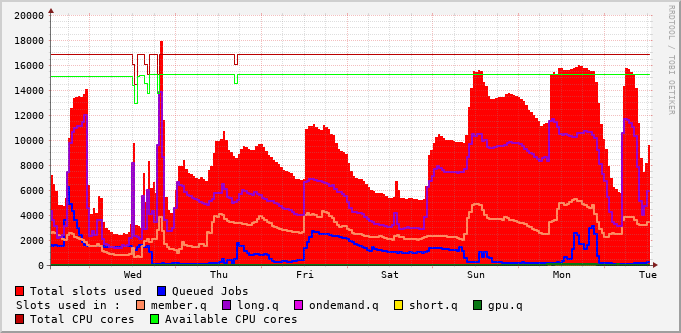 20000
18000
16000
14000
12000
10000
8000
6000
4000
2000
0
Wed Thu Fri Sat Sun Mon Tue
RRDTOOL / TOBI OETIKER
Total slots used Queued Jobs
Slots used in : member.q long.q ondemand.q short.q gpu.q
Total CPU cores Available CPU cores